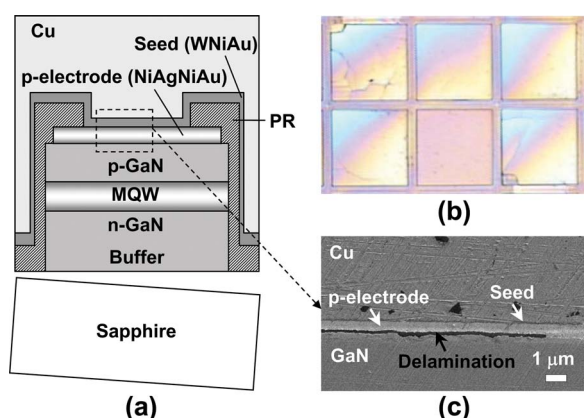 Cu
Seed (WNiAu)
p-electrode (NiAgNiAu)
PR
p-GaN
MQW
n-GaN
Buffer
Sapphire
(a)
(b)
Cu
p-electrode
Seed
GaN
Delamination
1 μm
(c)